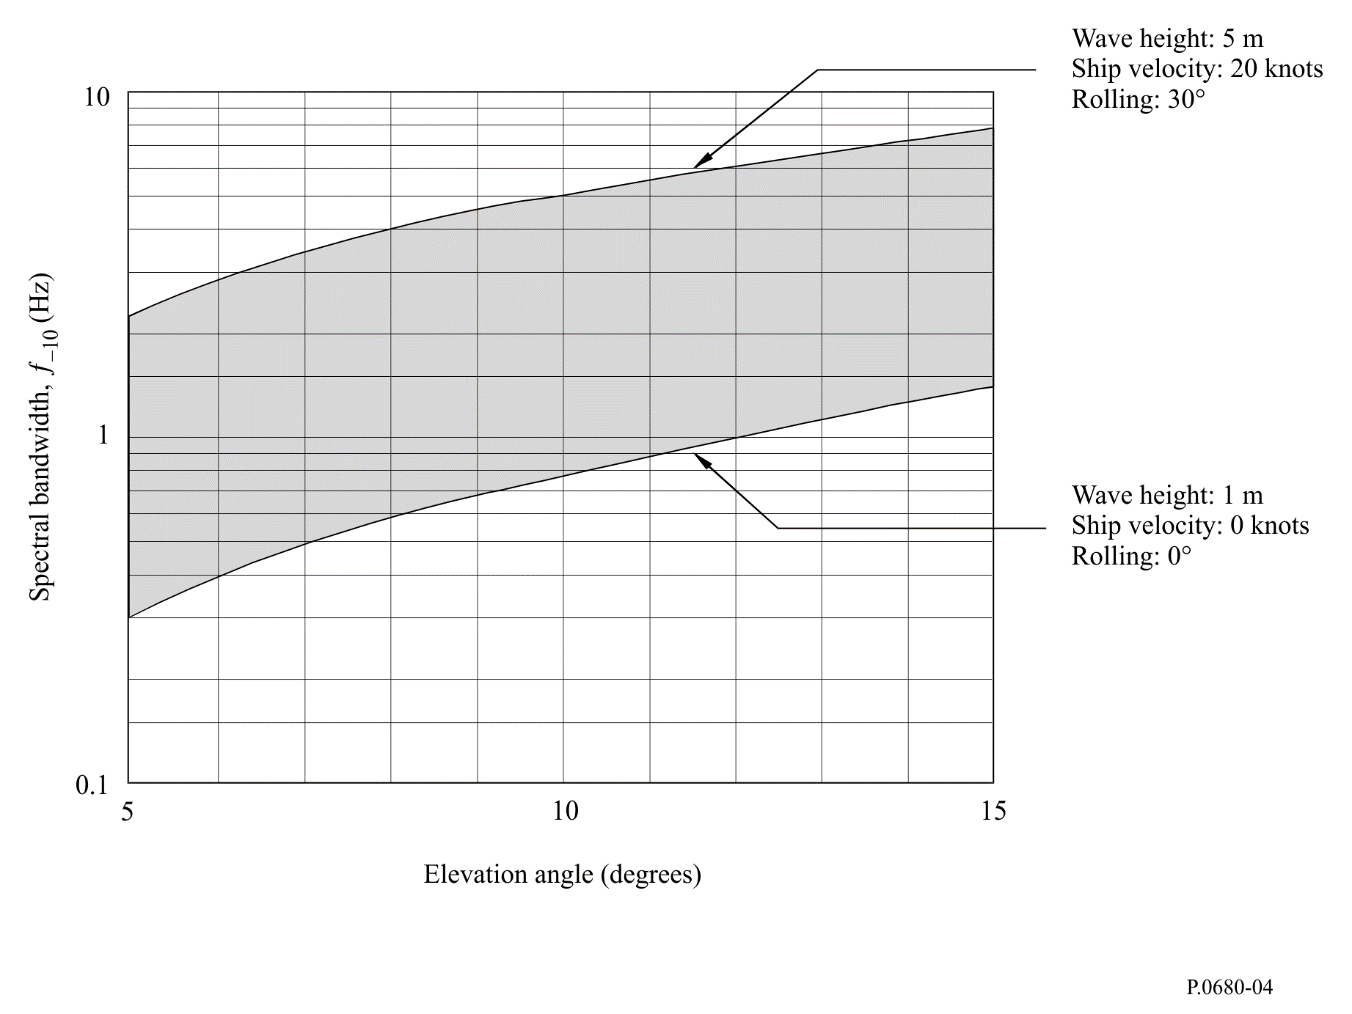 Wave height: 5 m
Ship velocity: 20 knots
Rolling: 30°
10
1
0.1
Spectral bandwidth, f–10 (Hz)
Wave height: 1 m
Ship velocity: 0 knots
Rolling: 0°
5 10 15
Elevation angle (degrees)
P.0680-04